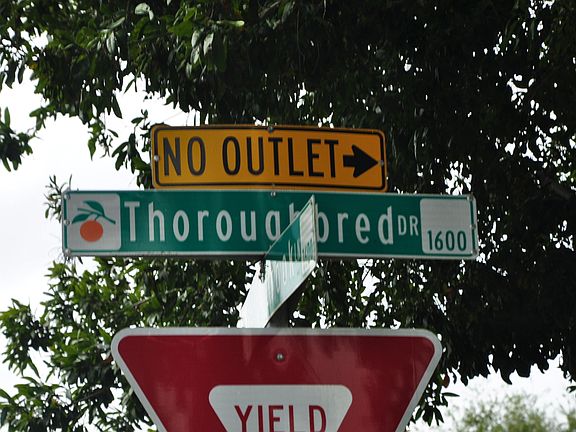 NO OUTLET
Thoroughbred DR 1600
YIELD